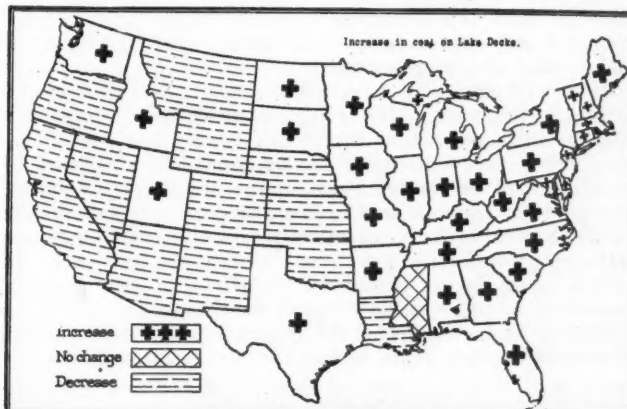 Increase in coal on Lake Docks.
Increase
No change
Decrease